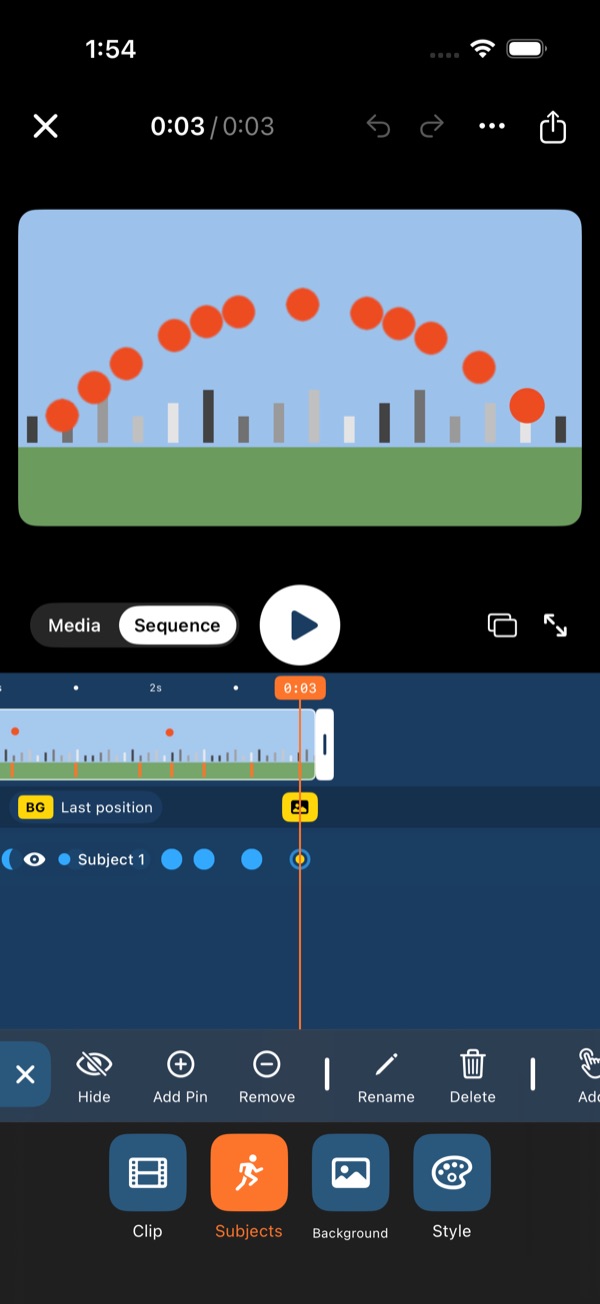 1:54
0:03 / 0:03
Media
Sequence
2s
0:03
BG Last position
Subject 1
Hide
Add Pin
Remove
Rename
Delete
Clip
Subjects
Background
Style